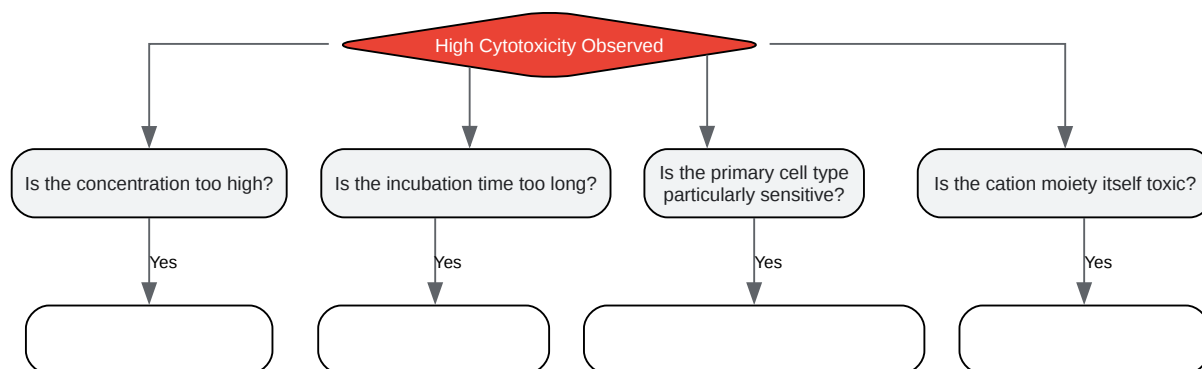 High Cytotoxicity Observed
Is the concentration too high?
Is the incubation time too long?
Is the primary cell type
particularly sensitive?
Is the cation moiety itself toxic?
Yes
Yes
Yes
Yes